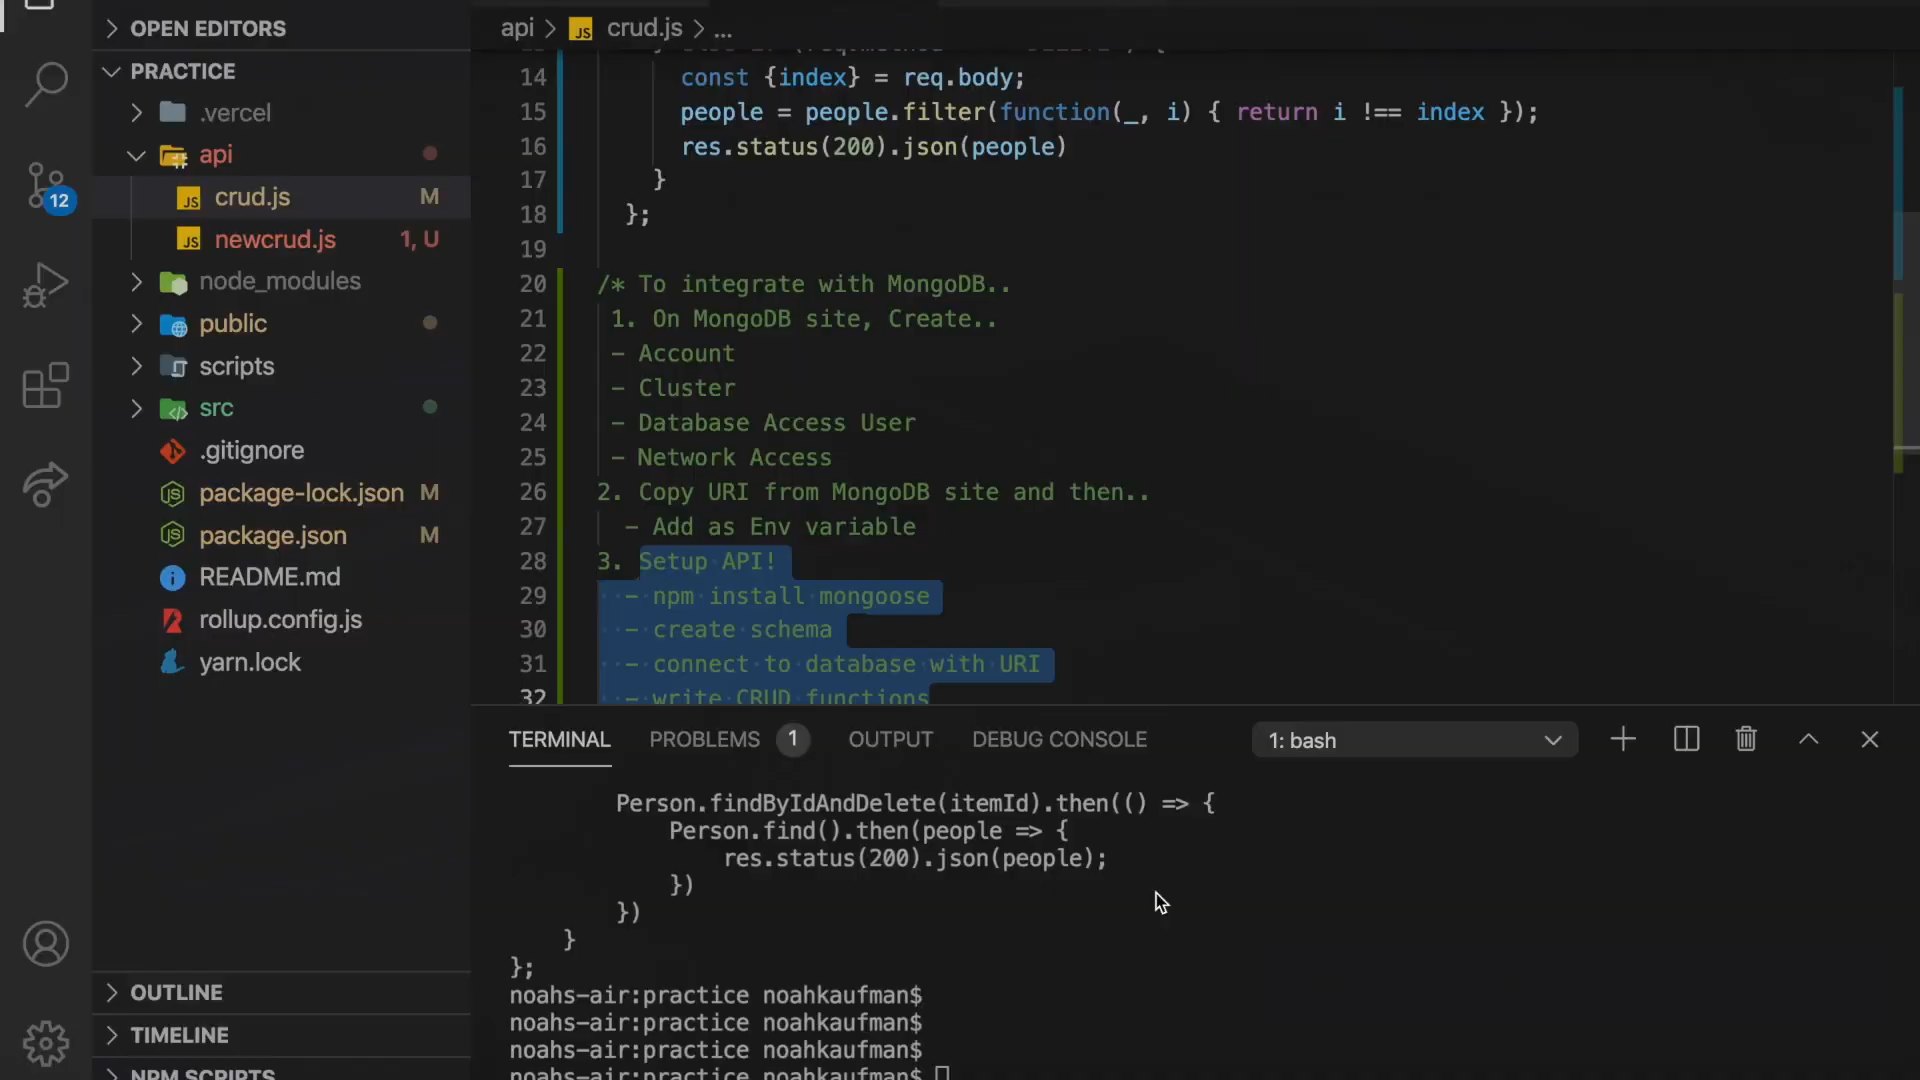 OPEN EDITORS
PRACTICE
.vercel
api
crud.js M
newcrud.js 1, U
node_modules
public
scripts
src
.gitignore
package-lock.json M
package.json M
README.md
rollup.config.js
yarn.lock
OUTLINE
TIMELINE
NPM SCRIPTS
12
api > JS crud.js > ...
14 const {index} = req.body;
15 people = people.filter(function(_, i) { return i !== index });
16 res.status(200).json(people)
17 }
18 };
19
20 /* To integrate with MongoDB..
21 1. On MongoDB site, Create..
22 - Account
23 - Cluster
24 - Database Access User
25 - Network Access
26 2. Copy URI from MongoDB site and then..
27 - Add as Env variable
28 3. Setup API!
29 - npm install mongoose
30 - create schema
31 - connect to database with URI
32 - write CRUD functions
TERMINAL PROBLEMS 1 OUTPUT DEBUG CONSOLE 1: bash
Person.findByIdAndDelete(itemId).then(() => {
Person.find().then(people => {
res.status(200).json(people);
})
})
}
};
noahs-air:practice noahkaufman$
noahs-air:practice noahkaufman$
noahs-air:practice noahkaufman$
noahs-air:practice noahkaufman$